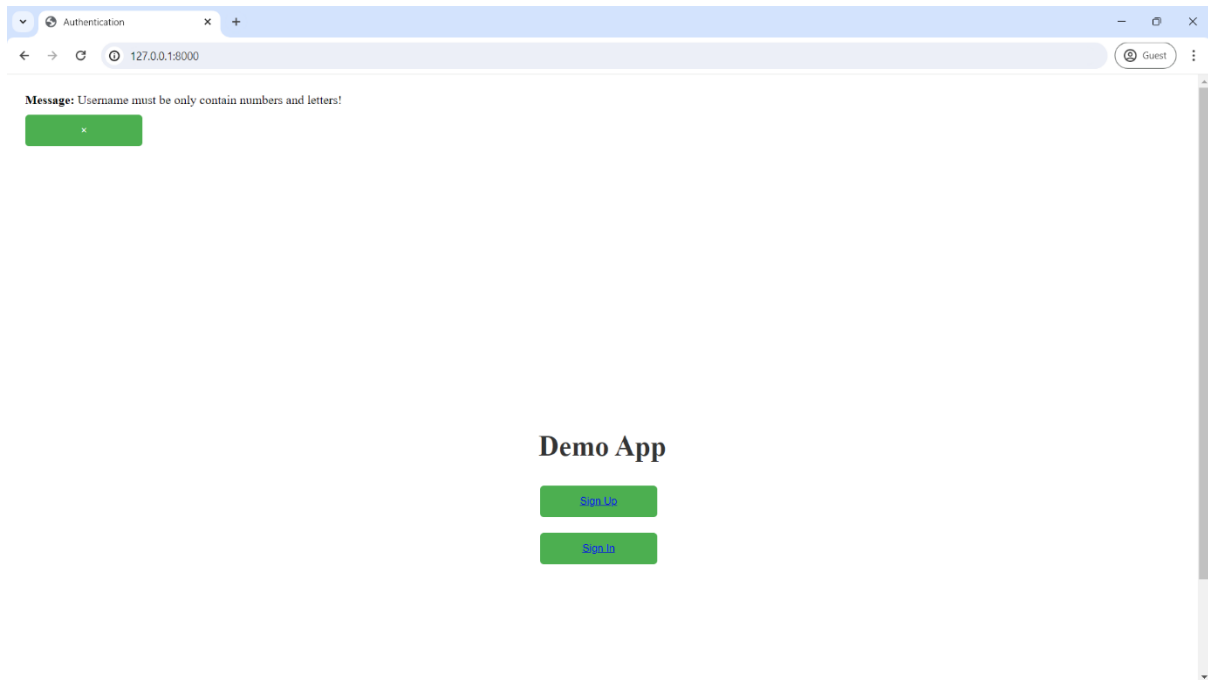 Authentication
127.0.0.1:8000
Guest
Message: Username must be only contain numbers and letters!
×
Demo App
Sign Up
Sign In